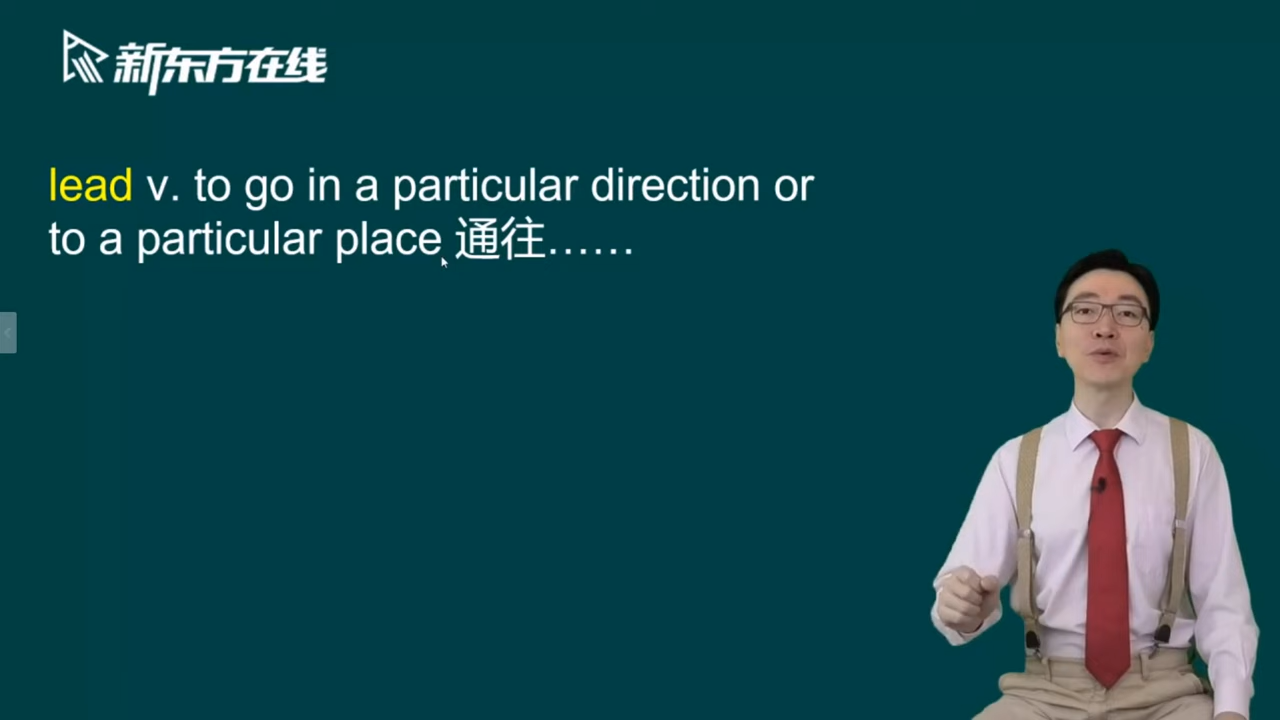 新东方在线
lead v. to go in a particular direction or
to a particular place 通往……